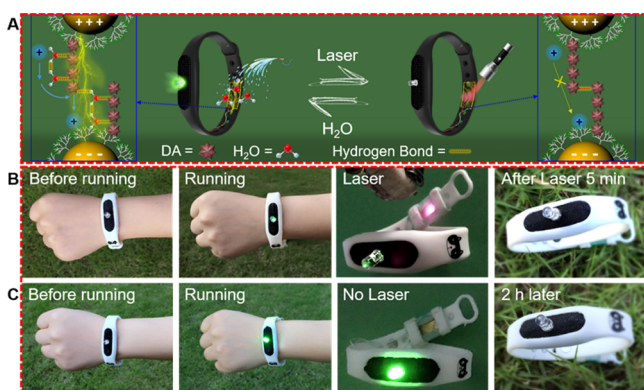 A
+++
+
+
- - -
Laser
H₂O
DA =
H₂O =
Hydrogen Bond =
+++
+
+
- - -
B
Before running
Running
Laser
After Laser 5 min
C
Before running
Running
No Laser
2 h later